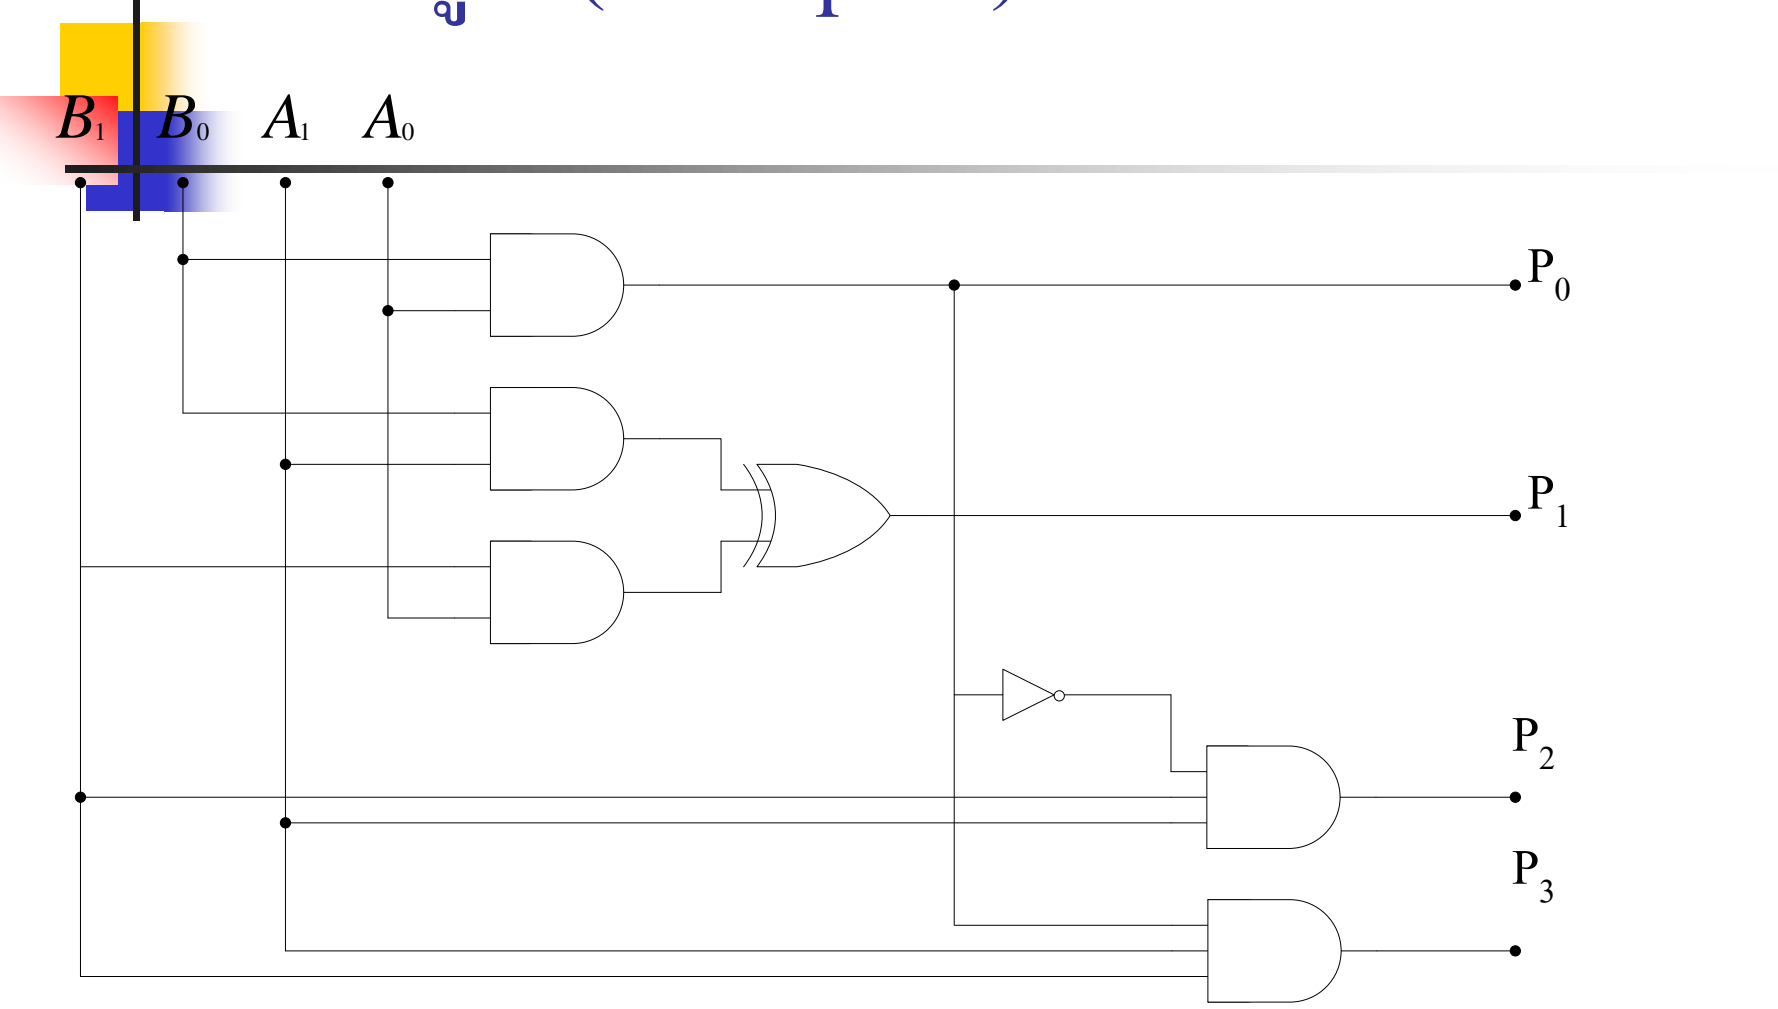 B₁ B₀ A₁ A₀
P₀
P₁
P₂
P₃